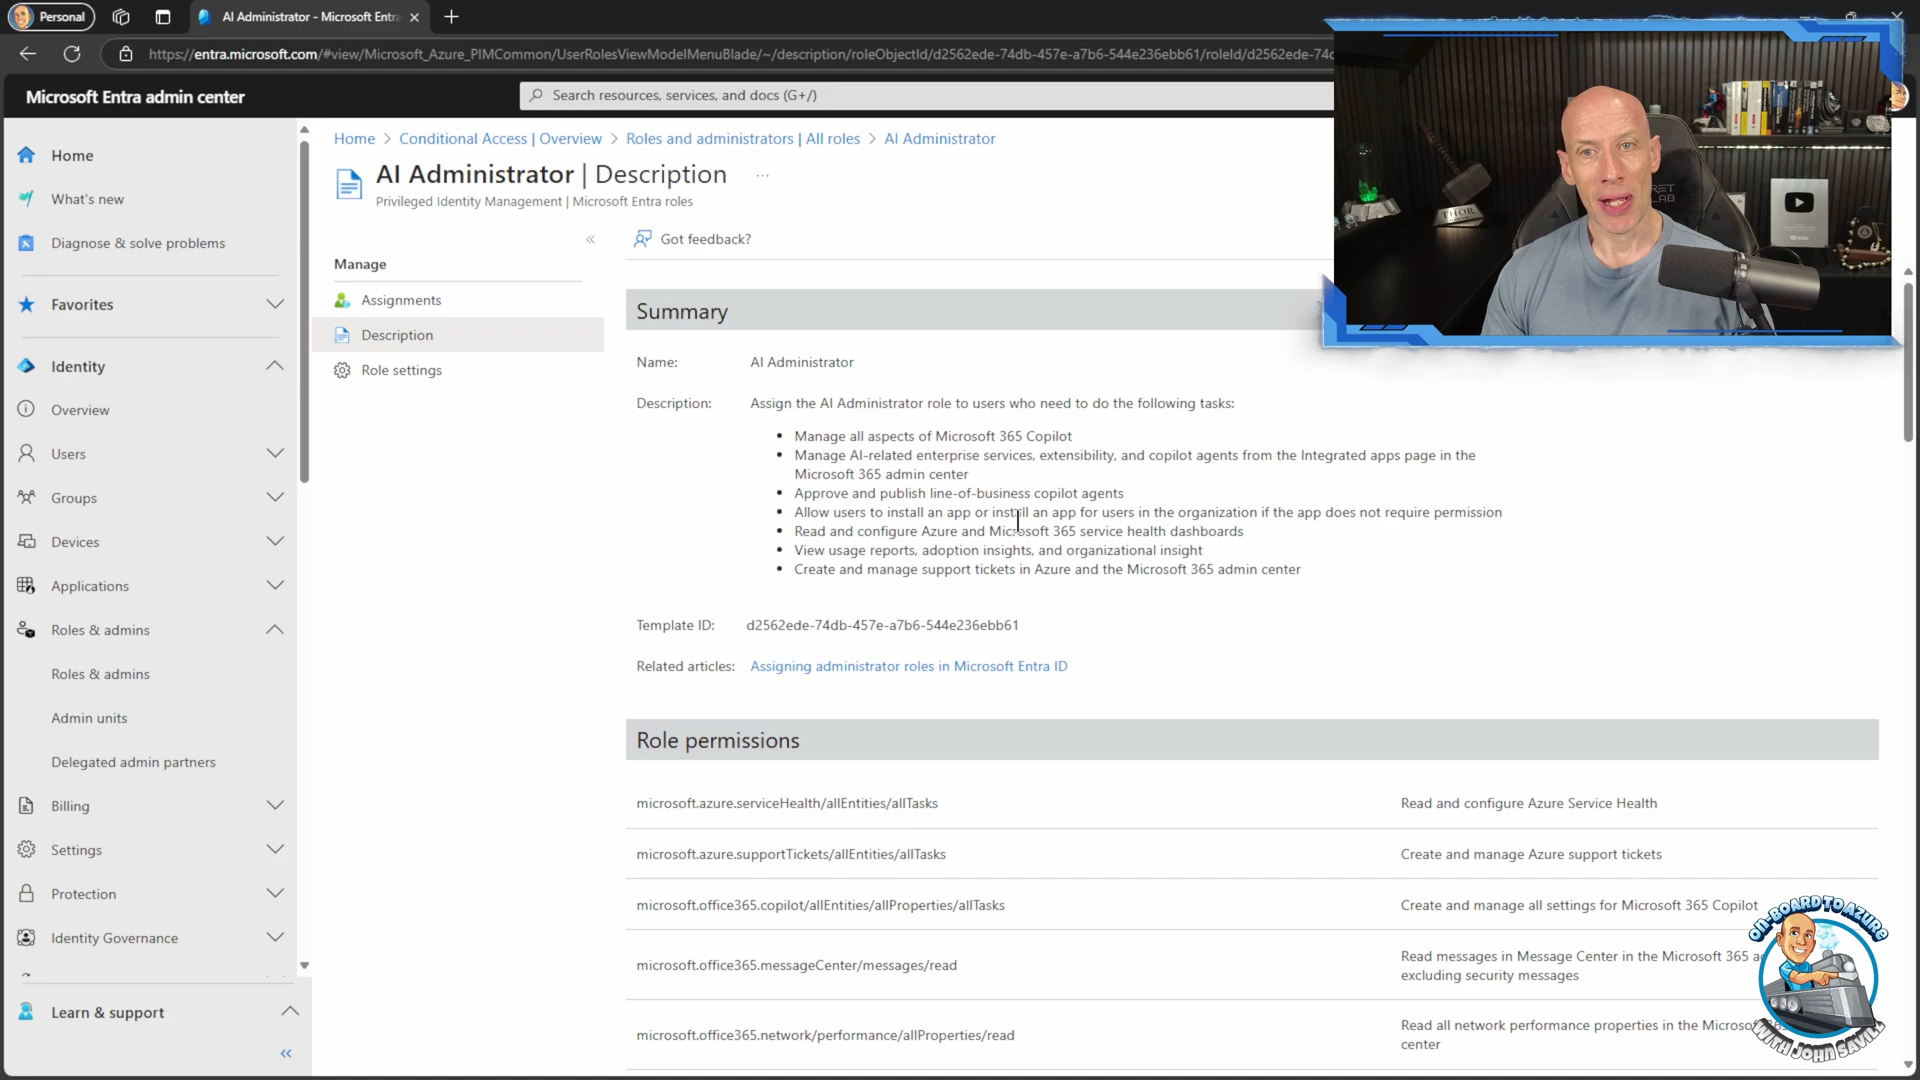 Personal
AI Administrator - Microsoft Entra
https://entra.microsoft.com/#view/Microsoft_Azure_PIMCommon/UserRolesViewModelMenuBlade/~/description/roleObjectId/d2562ede-74db-457e-a7b6-544e236ebb61/roleId/d2562ede-74dc
Microsoft Entra admin center
Search resources, services, and docs (G+/)
Home
What's new
Diagnose & solve problems
Favorites
Identity
Overview
Users
Groups
Devices
Applications
Roles & admins
Roles & admins
Admin units
Delegated admin partners
Billing
Settings
Protection
Identity Governance
Learn & support
Home > Conditional Access | Overview > Roles and administrators | All roles > AI Administrator
AI Administrator | Description
Privileged Identity Management | Microsoft Entra roles
Manage
Assignments
Description
Role settings
Got feedback?
Summary
Name: AI Administrator
Description: Assign the AI Administrator role to users who need to do the following tasks:
• Manage all aspects of Microsoft 365 Copilot
• Manage AI-related enterprise services, extensibility, and copilot agents from the Integrated apps page in the
Microsoft 365 admin center
• Approve and publish line-of-business copilot agents
• Allow users to install an app or install an app for users in the organization if the app does not require permission
• Read and configure Azure and Microsoft 365 service health dashboards
• View usage reports, adoption insights, and organizational insight
• Create and manage support tickets in Azure and the Microsoft 365 admin center
Template ID: d2562ede-74db-457e-a7b6-544e236ebb61
Related articles: Assigning administrator roles in Microsoft Entra ID
Role permissions
microsoft.azure.serviceHealth/allEntities/allTasks Read and configure Azure Service Health
microsoft.azure.supportTickets/allEntities/allTasks Create and manage Azure support tickets
microsoft.office365.copilot/allEntities/allProperties/allTasks Create and manage all settings for Microsoft 365 Copilot
microsoft.office365.messageCenter/messages/read Read messages in Message Center in the Microsoft 365
excluding security messages
microsoft.office365.network/performance/allProperties/read Read all network performance properties in the Microsoft
center
THOR
ON-BOARD TO AZURE
WITH JOHN SAVILL